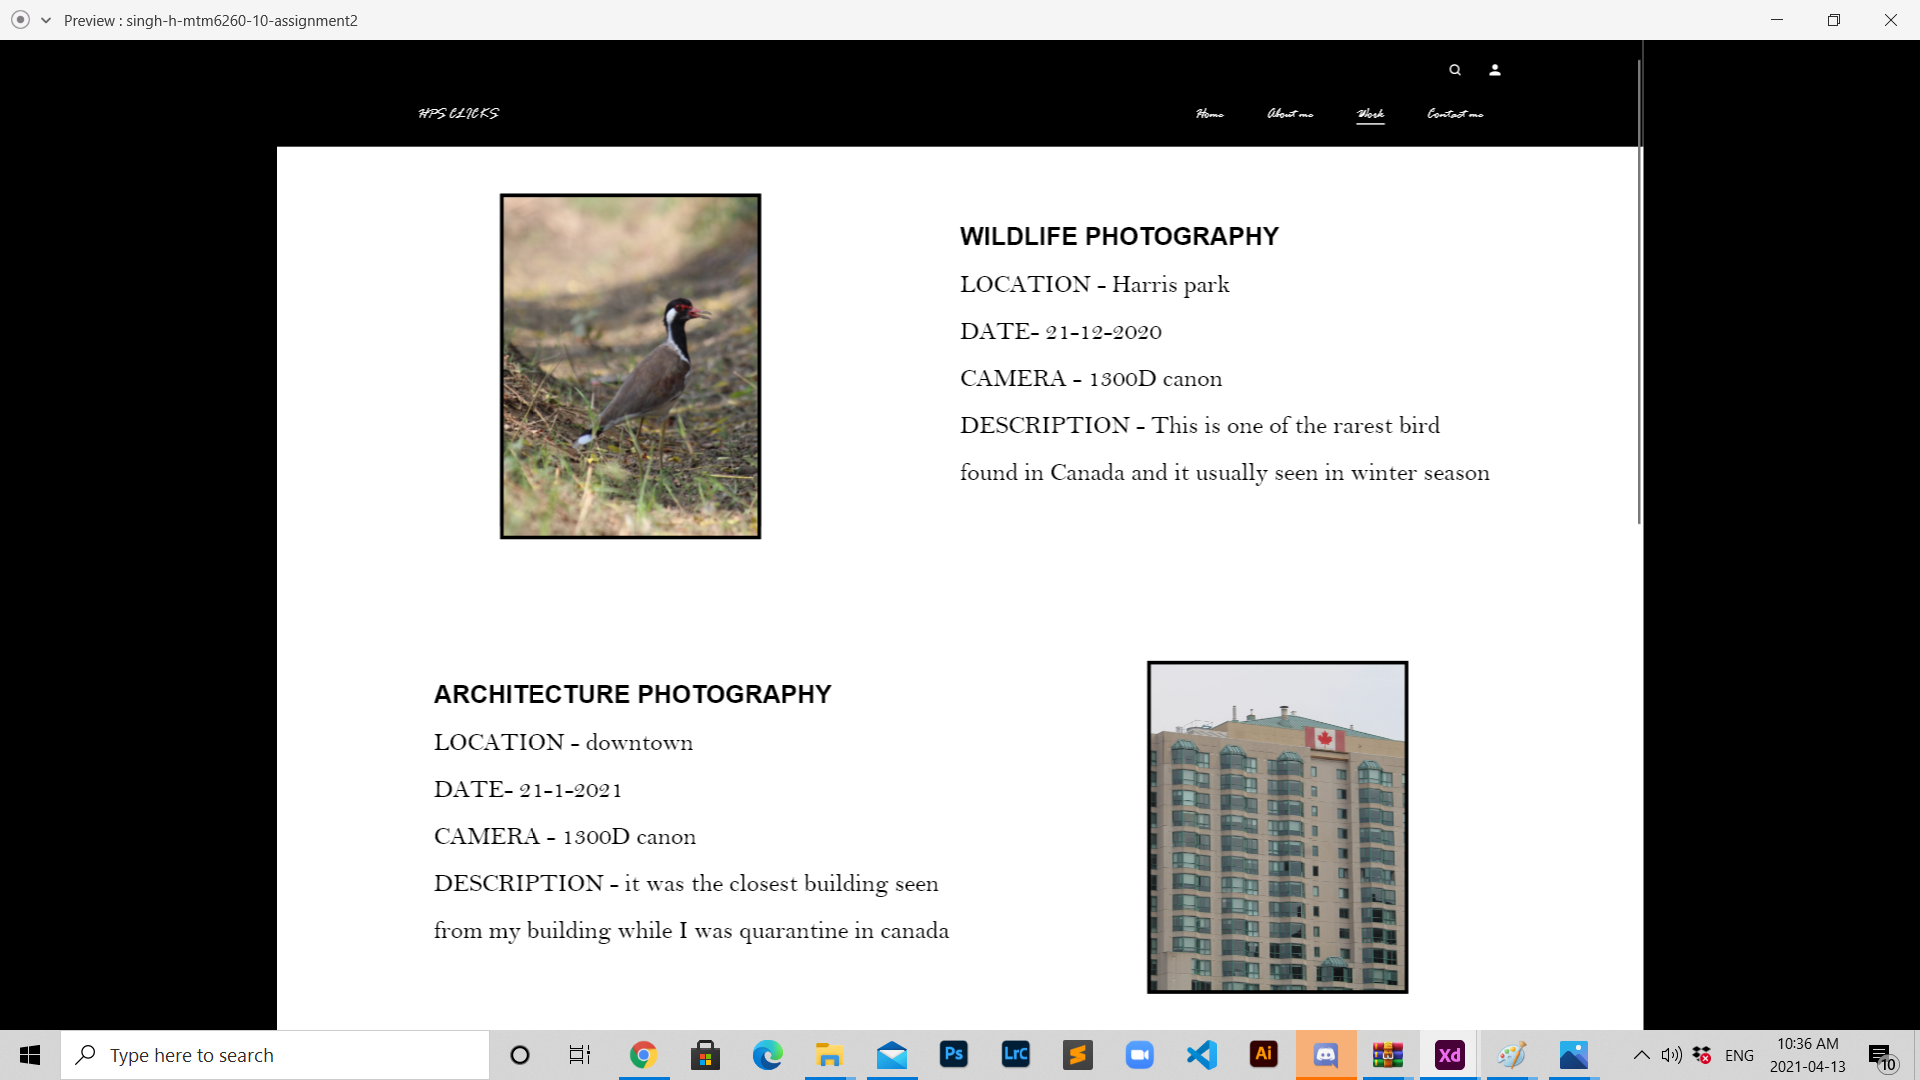 Preview : singh-h-mtm6260-10-assignment2
HPS CLICKS
Home About me Work Contact me
WILDLIFE PHOTOGRAPHY
LOCATION - Harris park
DATE- 21-12-2020
CAMERA - 1300D canon
DESCRIPTION - This is one of the rarest bird
found in Canada and it usually seen in winter season
ARCHITECTURE PHOTOGRAPHY
LOCATION - downtown
DATE- 21-1-2021
CAMERA - 1300D canon
DESCRIPTION - it was the closest building seen
from my building while I was quarantine in canada
Type here to search
Ps
LrC
Ai
Xd
ENG
10:36 AM
2021-04-13
10